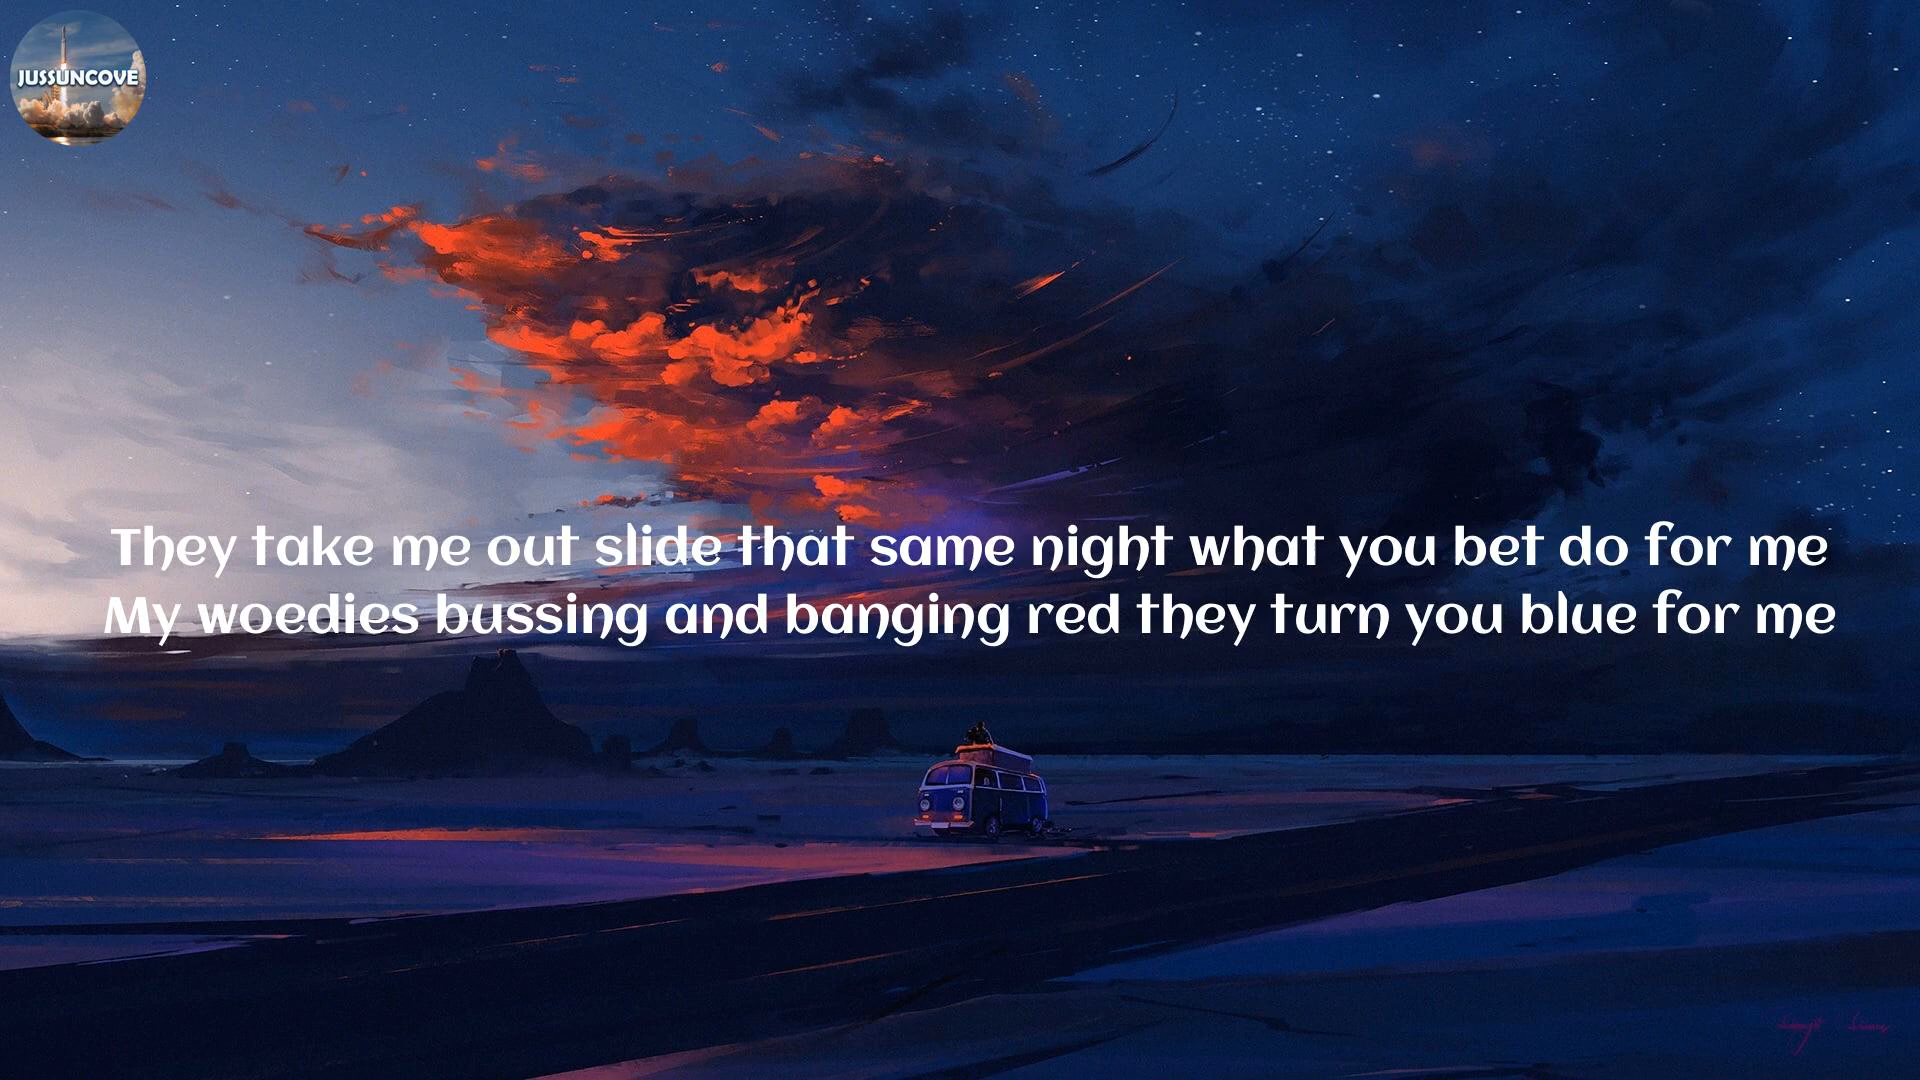 JUSSUNCOVE
They take me out slide that same night what you bet do for me
My woedies bussing and banging red they turn you blue for me